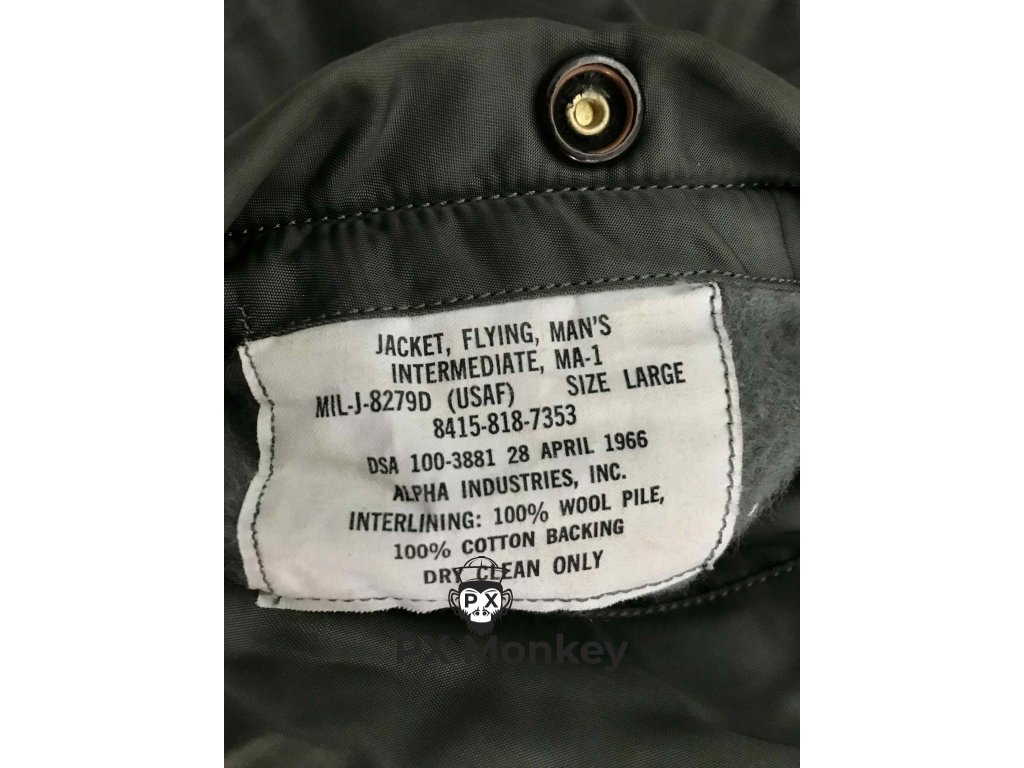 JACKET, FLYING, MAN'S
INTERMEDIATE, MA-1
MIL-J-8279D (USAF) SIZE LARGE
8415-818-7353
DSA 100-3881 28 APRIL 1966
ALPHA INDUSTRIES, INC.
INTERLINING: 100% WOOL PILE,
100% COTTON BACKING
DRY CLEAN ONLY
PX
PX Monkey